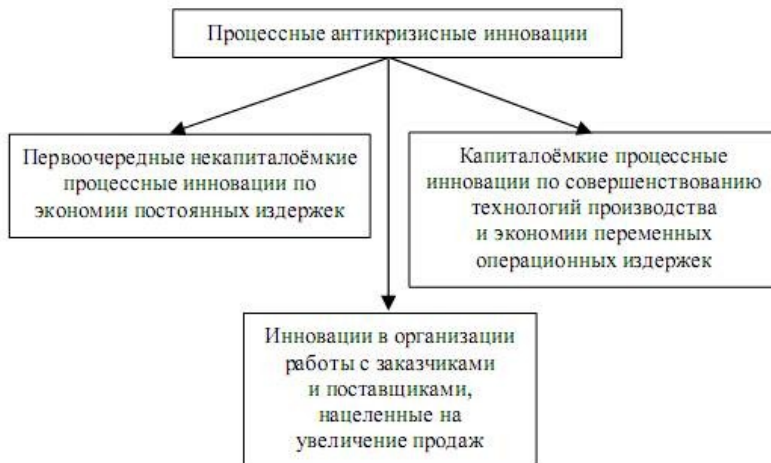 Процессные антикризисные инновации
Первоочередные некапиталоёмкие
процессные инновации по
экономии постоянных издержек
Капиталоёмкие процессные
инновации по совершенствованию
технологий производства
и экономии переменных
операционных издержек
Инновации в организации
работы с заказчиками
и поставщиками,
нацеленные на
увеличение продаж